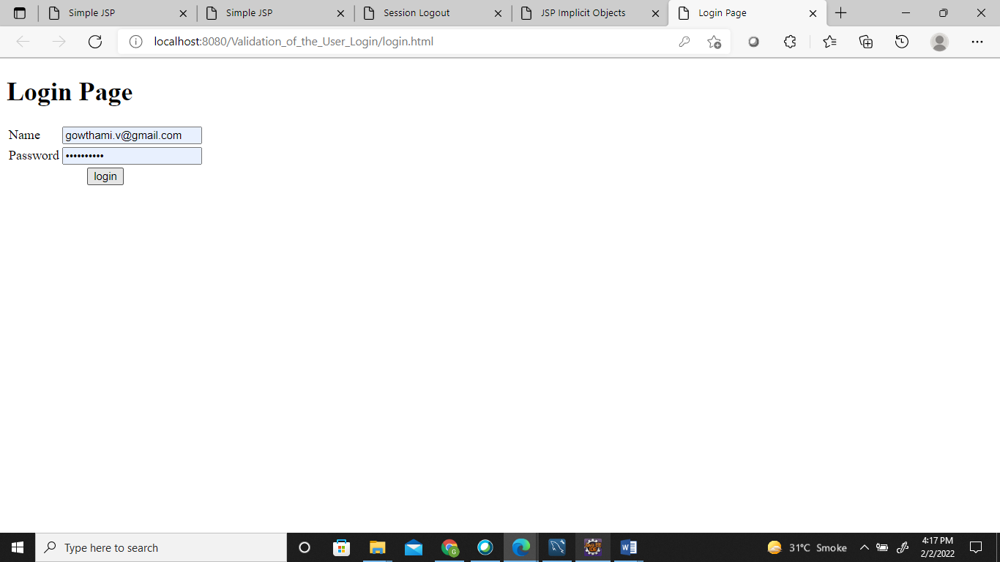 Simple JSP
Simple JSP
Session Logout
JSP Implicit Objects
Login Page
localhost:8080/Validation_of_the_User_Login/login.html
Login Page
Name gowthami.v@gmail.com
Password ••••••••••
login
Type here to search
31°C Smoke
4:17 PM
2/2/2022